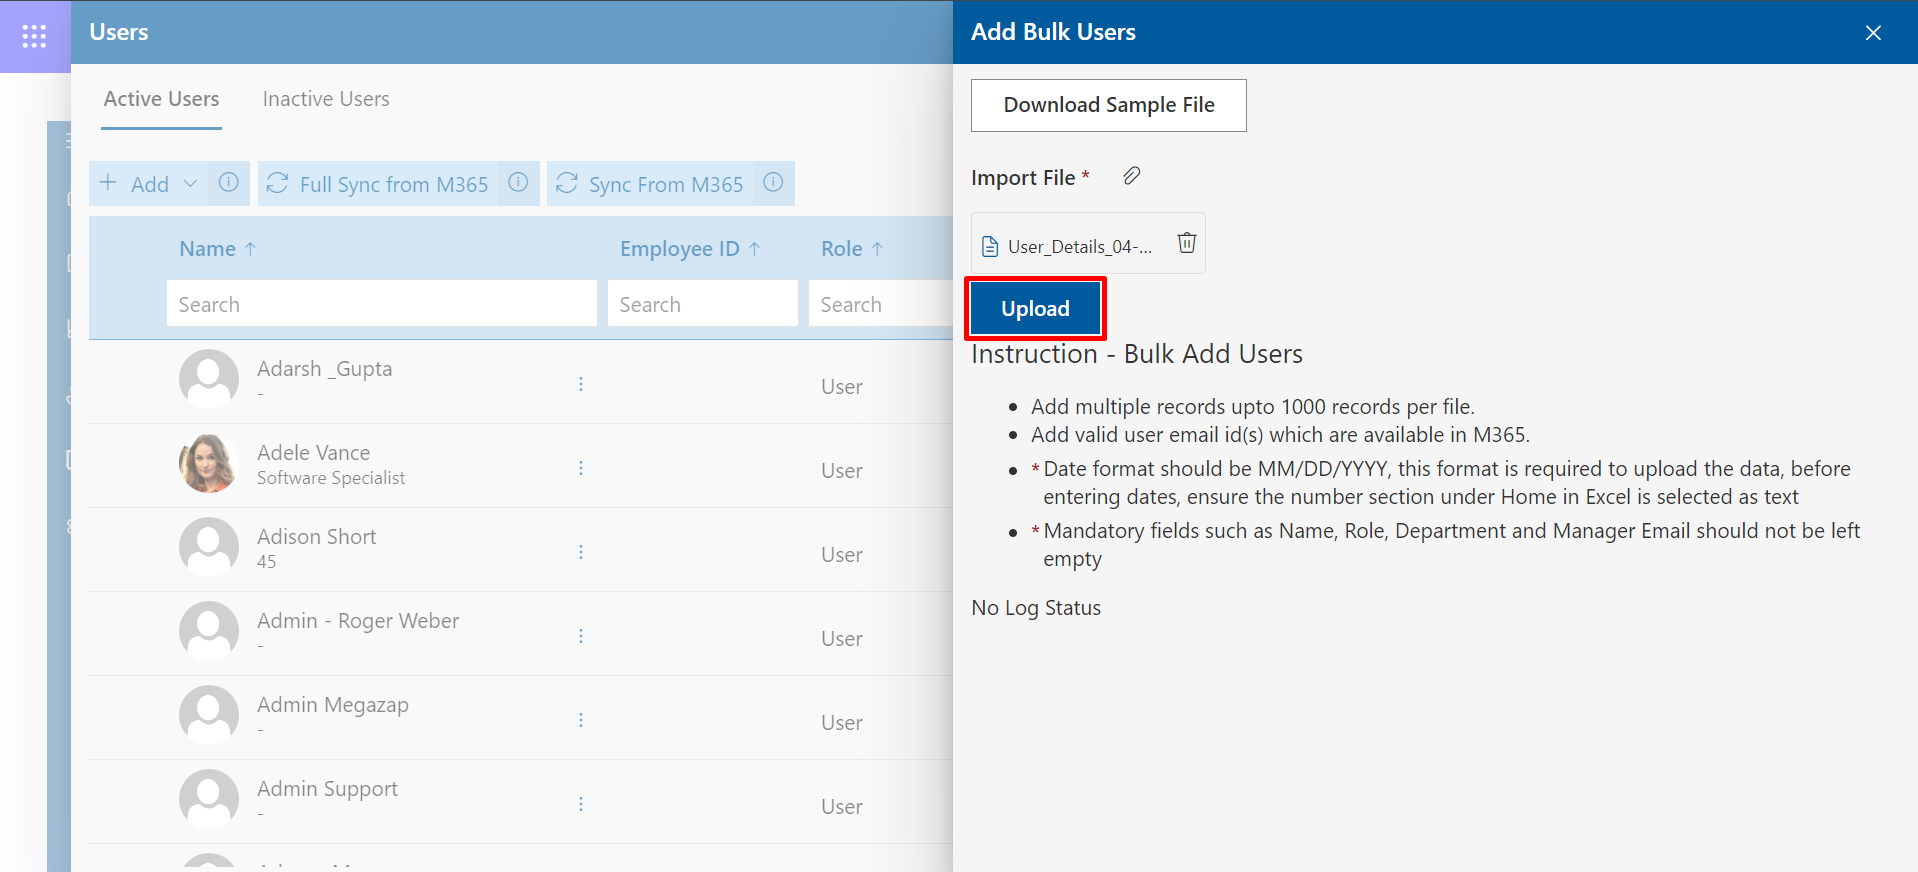 Users
Active Users
Inactive Users
Add
Full Sync from M365
Sync From M365
Name
Employee ID
Role
Search
Search
Search
Adarsh _Gupta
-
User
Adele Vance
Software Specialist
User
Adison Short
45
User
Admin - Roger Weber
-
User
Admin Megazap
-
User
Admin Support
-
User
Add Bulk Users
Download Sample File
Import File *
User_Details_04-...
Upload
Instruction - Bulk Add Users
Add multiple records upto 1000 records per file.
Add valid user email id(s) which are available in M365.
* Date format should be MM/DD/YYYY, this format is required to upload the data, before
entering dates, ensure the number section under Home in Excel is selected as text
* Mandatory fields such as Name, Role, Department and Manager Email should not be left
empty
No Log Status